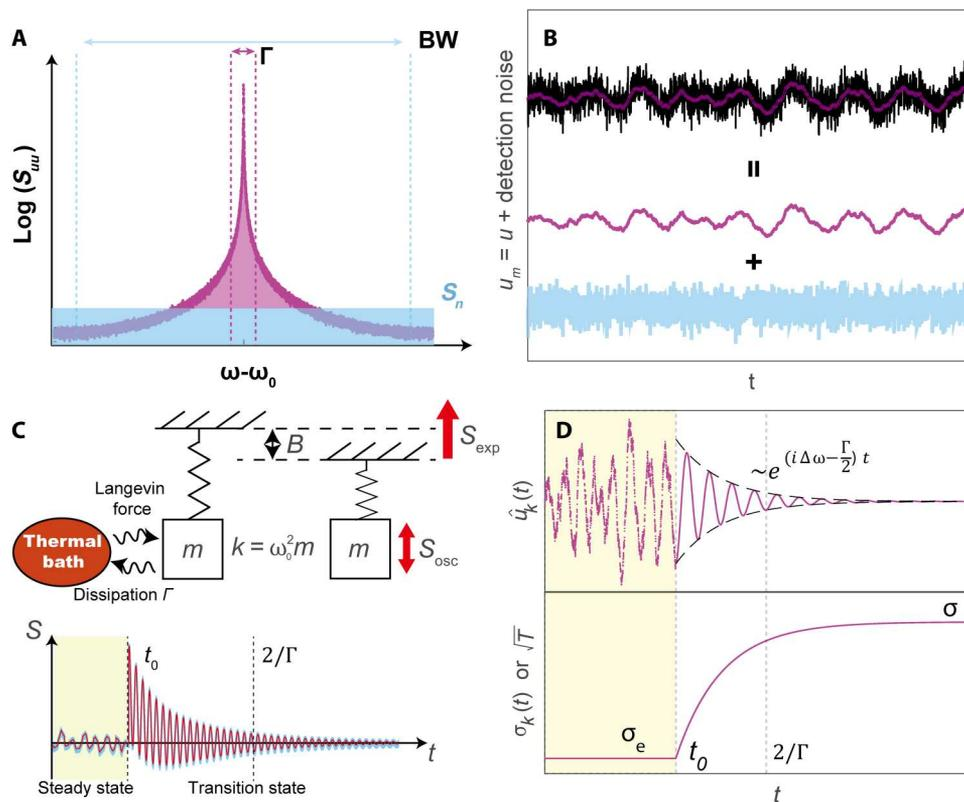 A
BW
Γ
Log (S_uu)
S_n
ω-ω_0
B
u_m = u + detection noise
=
+
t
C
B
S_exp
Langevin
force
Thermal
bath
m
k = ω_0^2 m
m
S_osc
Dissipation Γ
S
t_0
2/Γ
t
Steady state
Transition state
D
û_k(t)
~e^{(iΔω-Γ/2) t}
σ_k(t) or √T
σ
σ_e
t_0
2/Γ
t